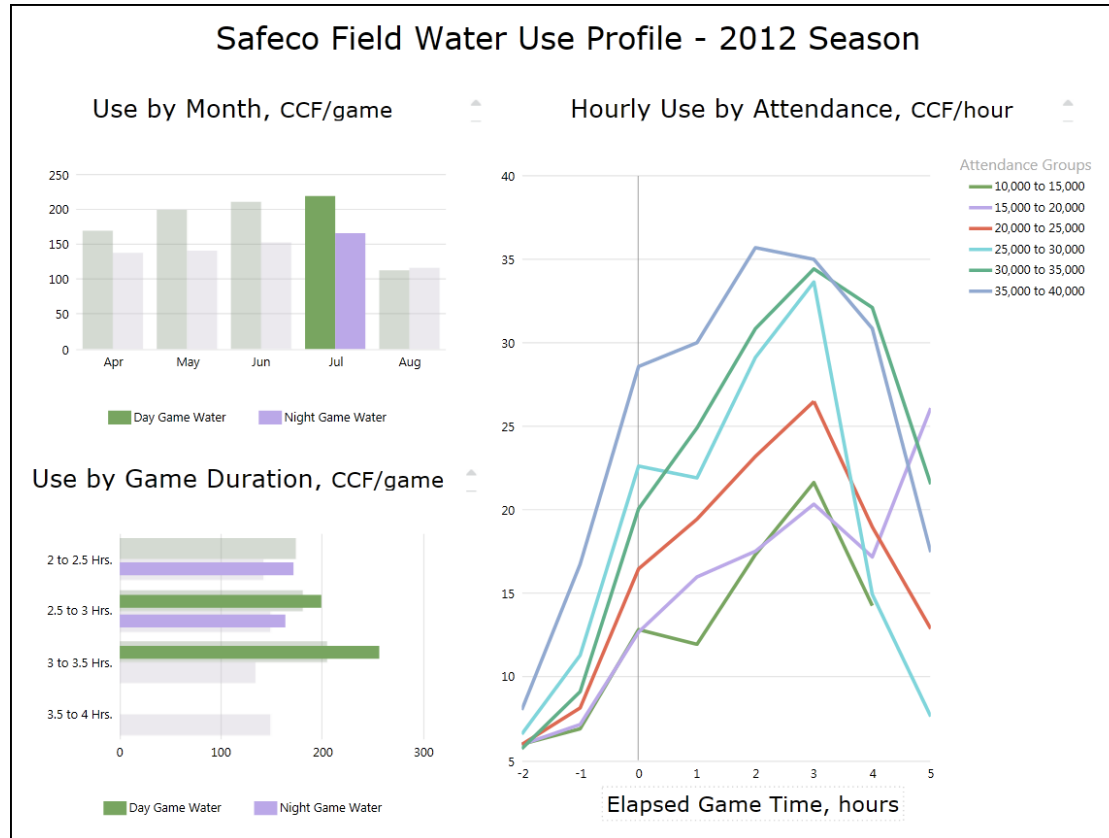 Safeco Field Water Use Profile - 2012 Season
Use by Month, CCF/game
250
200
150
100
50
0
Apr May Jun Jul Aug
Day Game Water Night Game Water
Use by Game Duration, CCF/game
2 to 2.5 Hrs.
2.5 to 3 Hrs.
3 to 3.5 Hrs.
3.5 to 4 Hrs.
0 100 200 300
Day Game Water Night Game Water
Hourly Use by Attendance, CCF/hour
Attendance Groups
10,000 to 15,000
15,000 to 20,000
20,000 to 25,000
25,000 to 30,000
30,000 to 35,000
35,000 to 40,000
40
35
30
25
20
15
10
5
-2 -1 0 1 2 3 4 5
Elapsed Game Time, hours